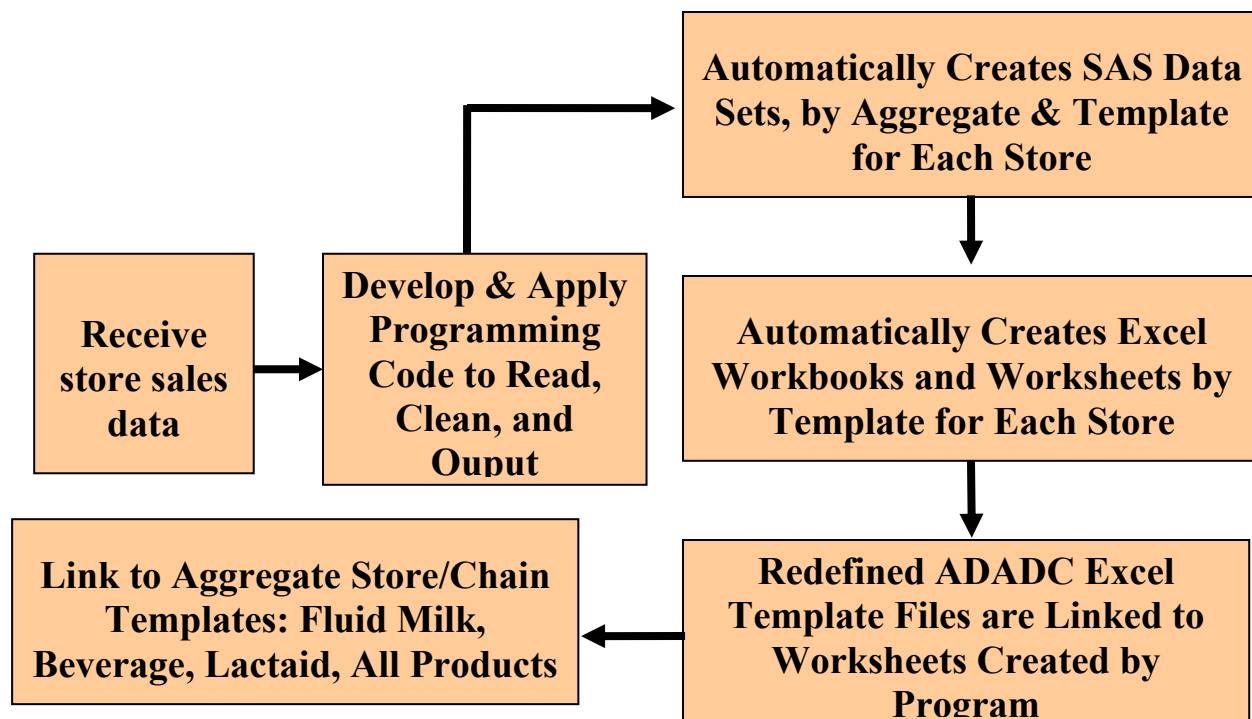 Receive
store sales
data
Develop & Apply
Programming
Code to Read,
Clean, and
Ouput
Automatically Creates SAS Data
Sets, by Aggregate & Template
for Each Store
Automatically Creates Excel
Workbooks and Worksheets by
Template for Each Store
Redefined ADADC Excel
Template Files are Linked to
Worksheets Created by
Program
Link to Aggregate Store/Chain
Templates: Fluid Milk,
Beverage, Lactaid, All Products